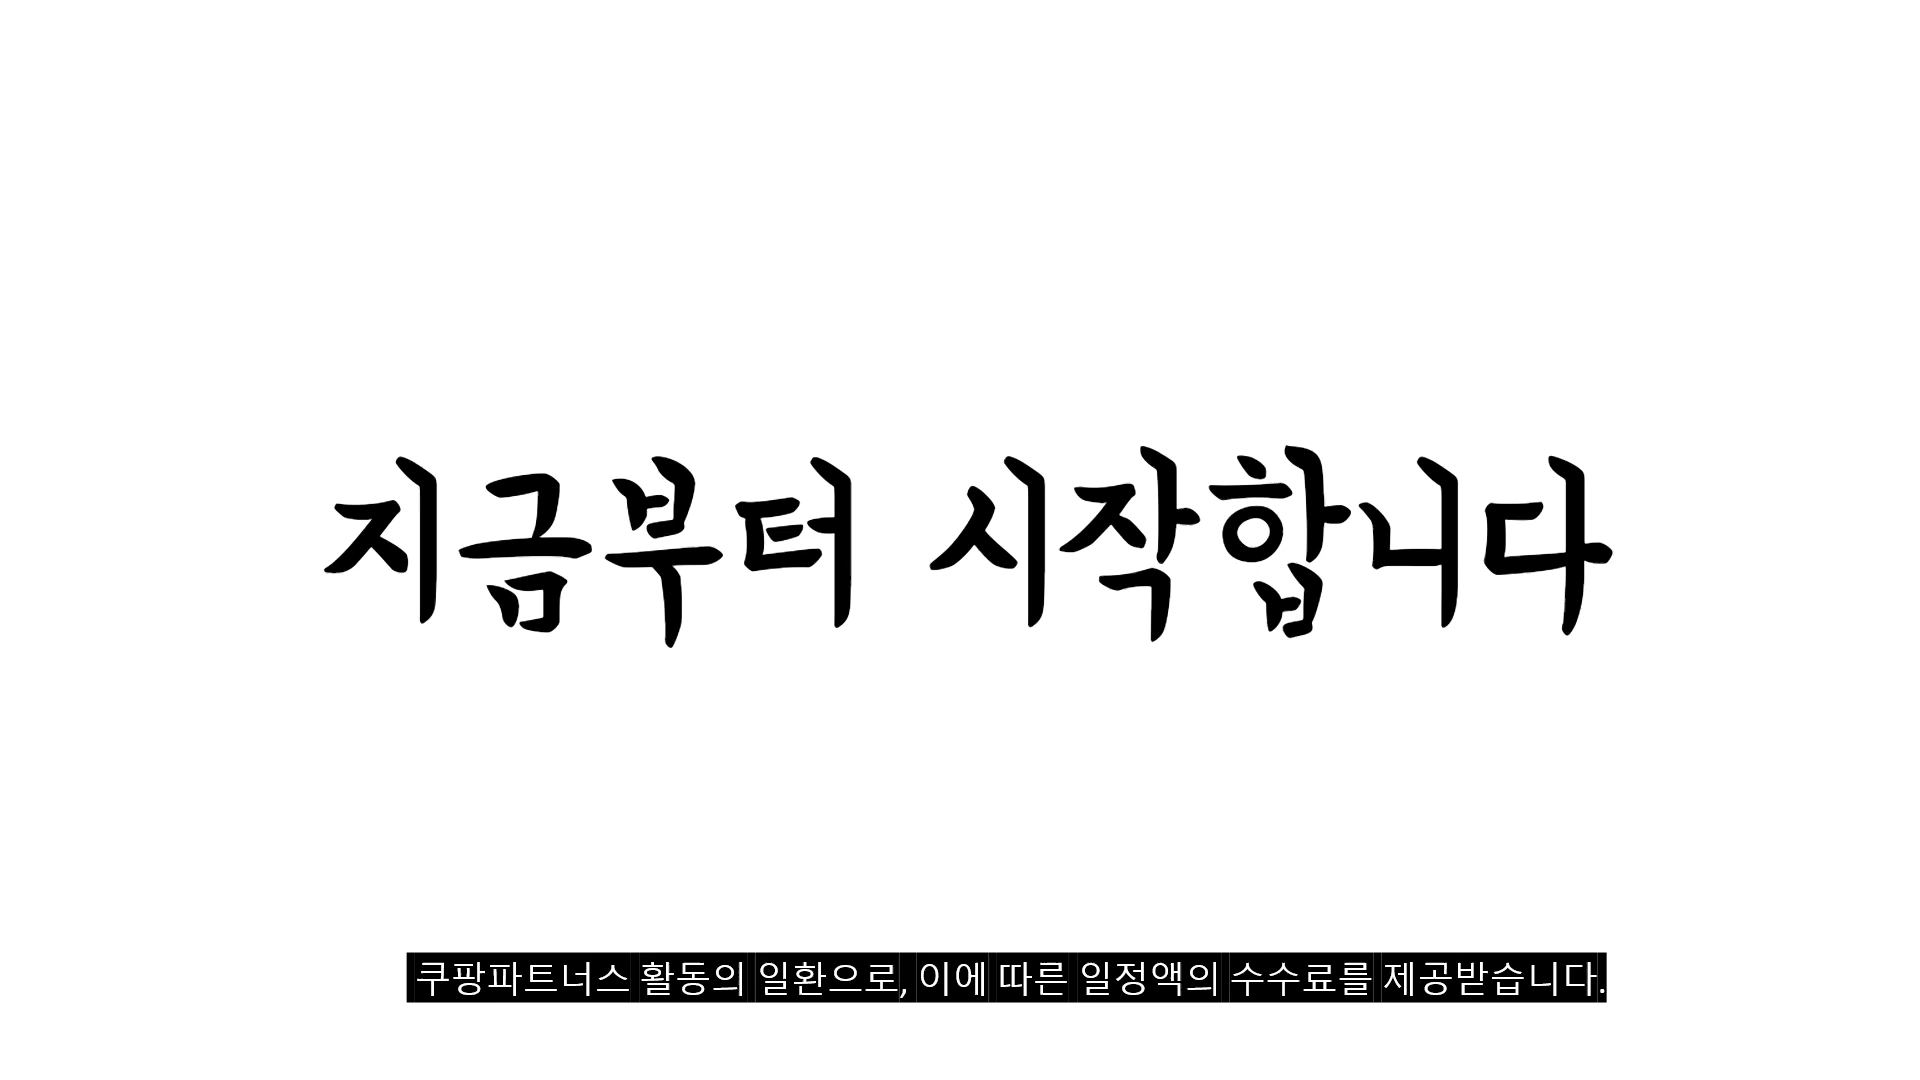 지금부터 시작합니다
쿠팡파트너스 활동의 일환으로, 이에 따른 일정액의 수수료를 제공받습니다.